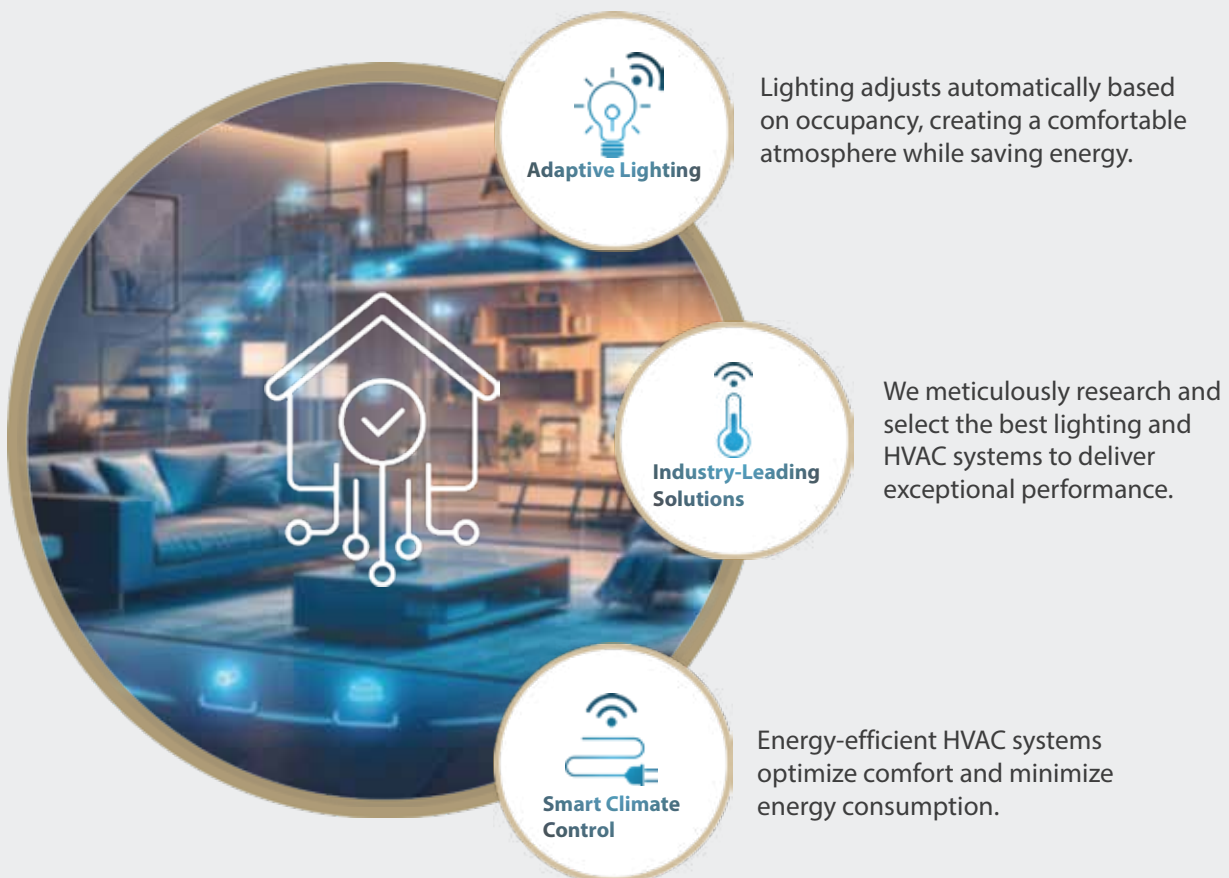 Adaptive Lighting
Lighting adjusts automatically based
on occupancy, creating a comfortable
atmosphere while saving energy.
Industry-Leading
Solutions
We meticulously research and
select the best lighting and
HVAC systems to deliver
exceptional performance.
Smart Climate
Control
Energy-efficient HVAC systems
optimize comfort and minimize
energy consumption.